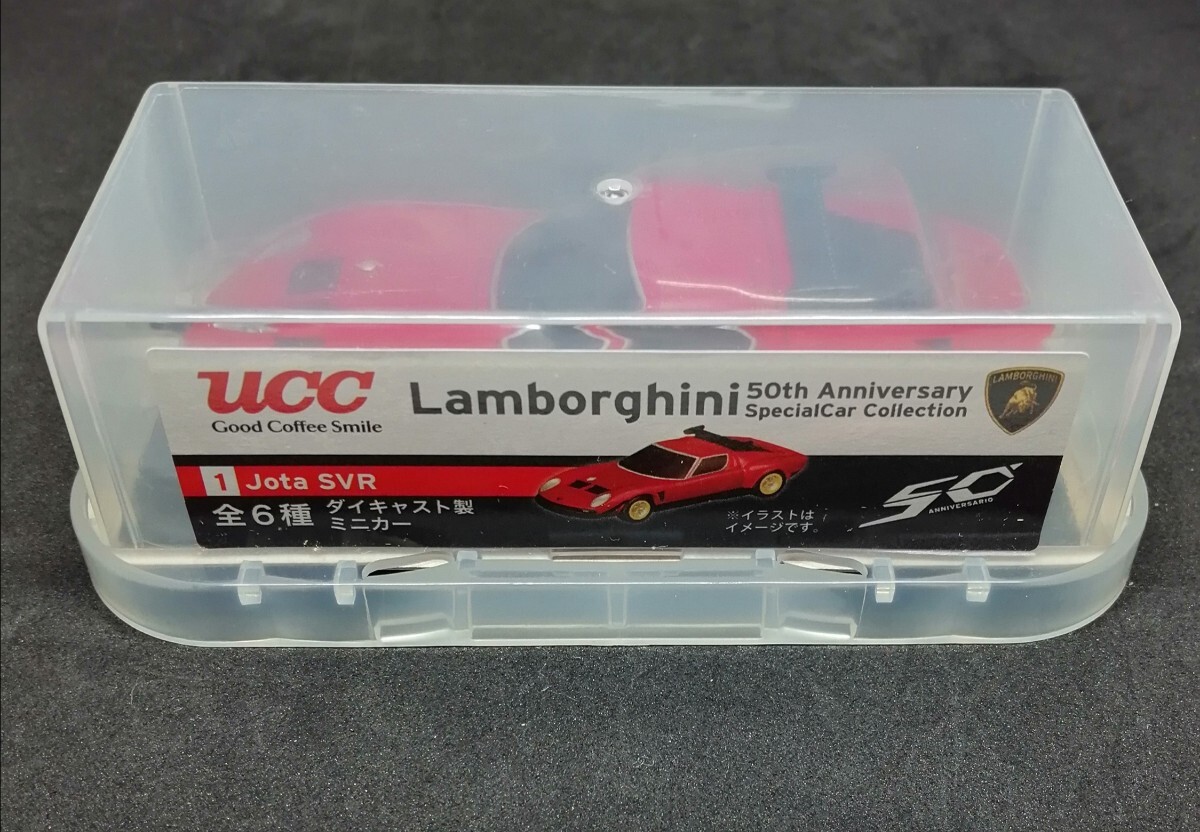 UCC
Good Coffee Smile
Lamborghini
50th Anniversary
SpecialCar Collection
LAMBORGHINI
1 Jota SVR
全6種 ダイキャスト製
ミニカー
※イラストは
イメージです。
50
ANNIVERSARIO